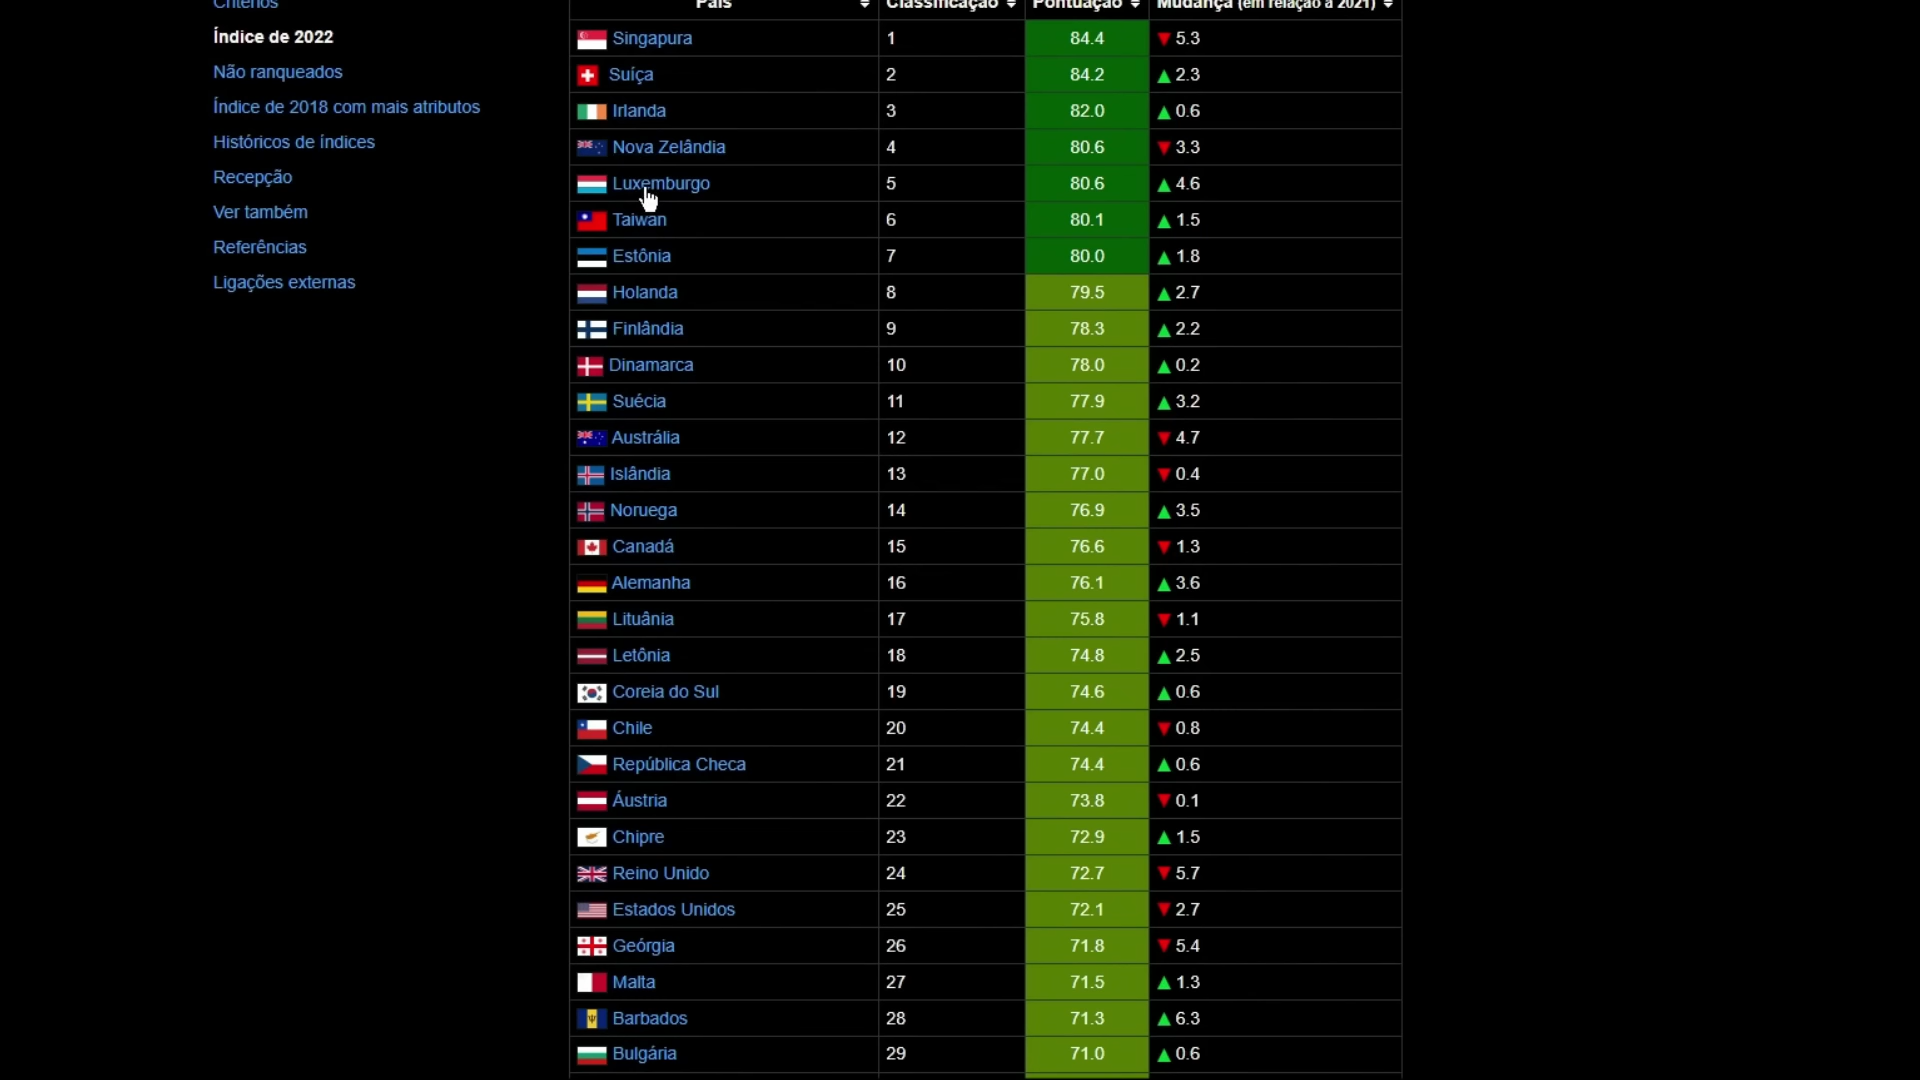 Critérios
Índice de 2022
Não ranqueados
Índice de 2018 com mais atributos
Históricos de índices
Recepção
Ver também
Referências
Ligações externas
País Classificação Pontuação Mudança (em relação a 2021)
Singapura 1 84.4 ▼ 5.3
Suíça 2 84.2 ▲ 2.3
Irlanda 3 82.0 ▲ 0.6
Nova Zelândia 4 80.6 ▼ 3.3
Luxemburgo 5 80.6 ▲ 4.6
Taiwan 6 80.1 ▲ 1.5
Estônia 7 80.0 ▲ 1.8
Holanda 8 79.5 ▲ 2.7
Finlândia 9 78.3 ▲ 2.2
Dinamarca 10 78.0 ▲ 0.2
Suécia 11 77.9 ▲ 3.2
Austrália 12 77.7 ▼ 4.7
Islândia 13 77.0 ▼ 0.4
Noruega 14 76.9 ▲ 3.5
Canadá 15 76.6 ▼ 1.3
Alemanha 16 76.1 ▲ 3.6
Lituânia 17 75.8 ▼ 1.1
Letônia 18 74.8 ▲ 2.5
Coreia do Sul 19 74.6 ▲ 0.6
Chile 20 74.4 ▼ 0.8
República Checa 21 74.4 ▲ 0.6
Áustria 22 73.8 ▼ 0.1
Chipre 23 72.9 ▲ 1.5
Reino Unido 24 72.7 ▼ 5.7
Estados Unidos 25 72.1 ▼ 2.7
Geórgia 26 71.8 ▼ 5.4
Malta 27 71.5 ▲ 1.3
Barbados 28 71.3 ▲ 6.3
Bulgária 29 71.0 ▲ 0.6